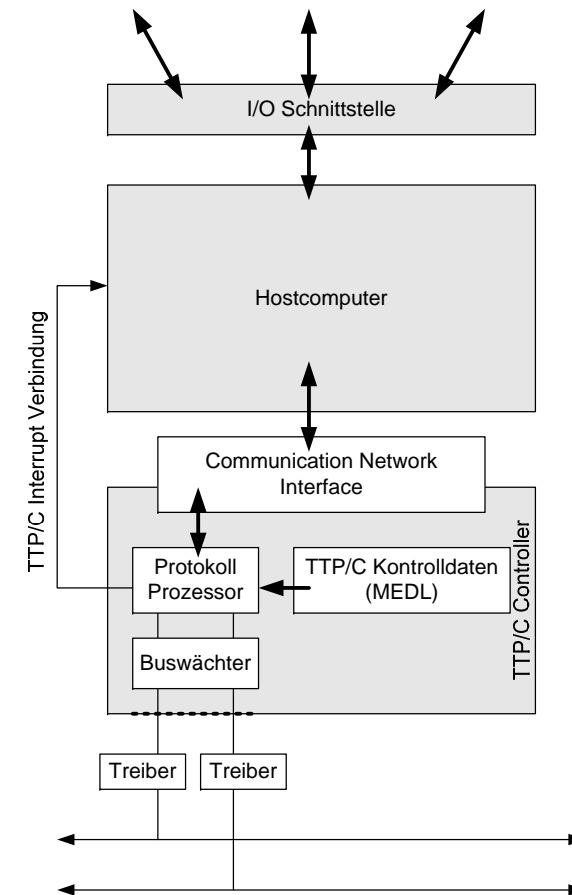 I/O Schnittstelle
Hostcomputer
TTP/C Interrupt Verbindung
Communication Network
Interface
Protokoll
Prozessor
TTP/C Kontrolldaten
(MEDL)
TTP/C Controller
Buswächter
Treiber
Treiber